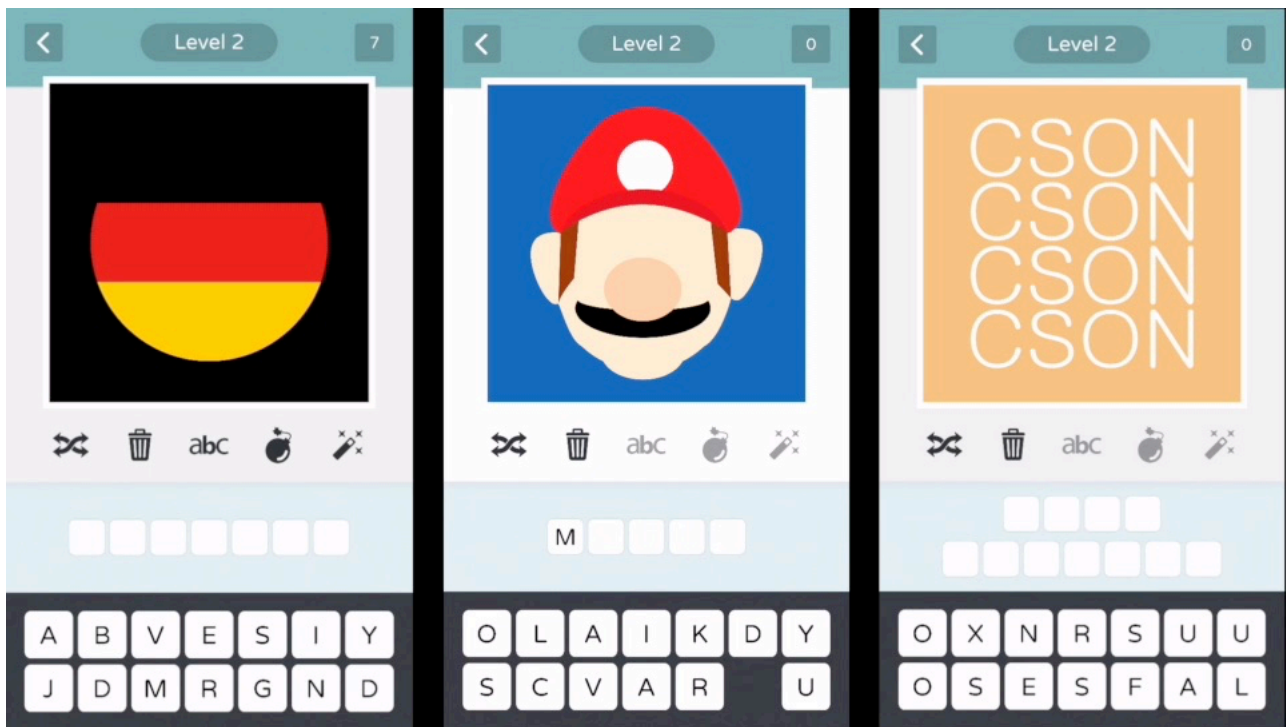 Level 2
7
abc
A B V E S I Y
J D M R G N D
Level 2
0
abc
M
O L A I K D Y
S C V A R U
Level 2
0
CSON
CSON
CSON
CSON
abc
O X N R S U U
O S E S F A L